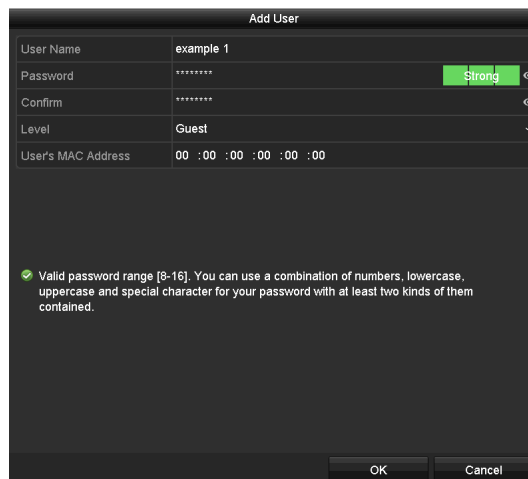 Add User
User Name example 1
Password ******** Strong
Confirm ********
Level Guest
User's MAC Address 00 :00 :00 :00 :00 :00
Valid password range [8-16]. You can use a combination of numbers, lowercase,
uppercase and special character for your password with at least two kinds of them
contained.
OK Cancel